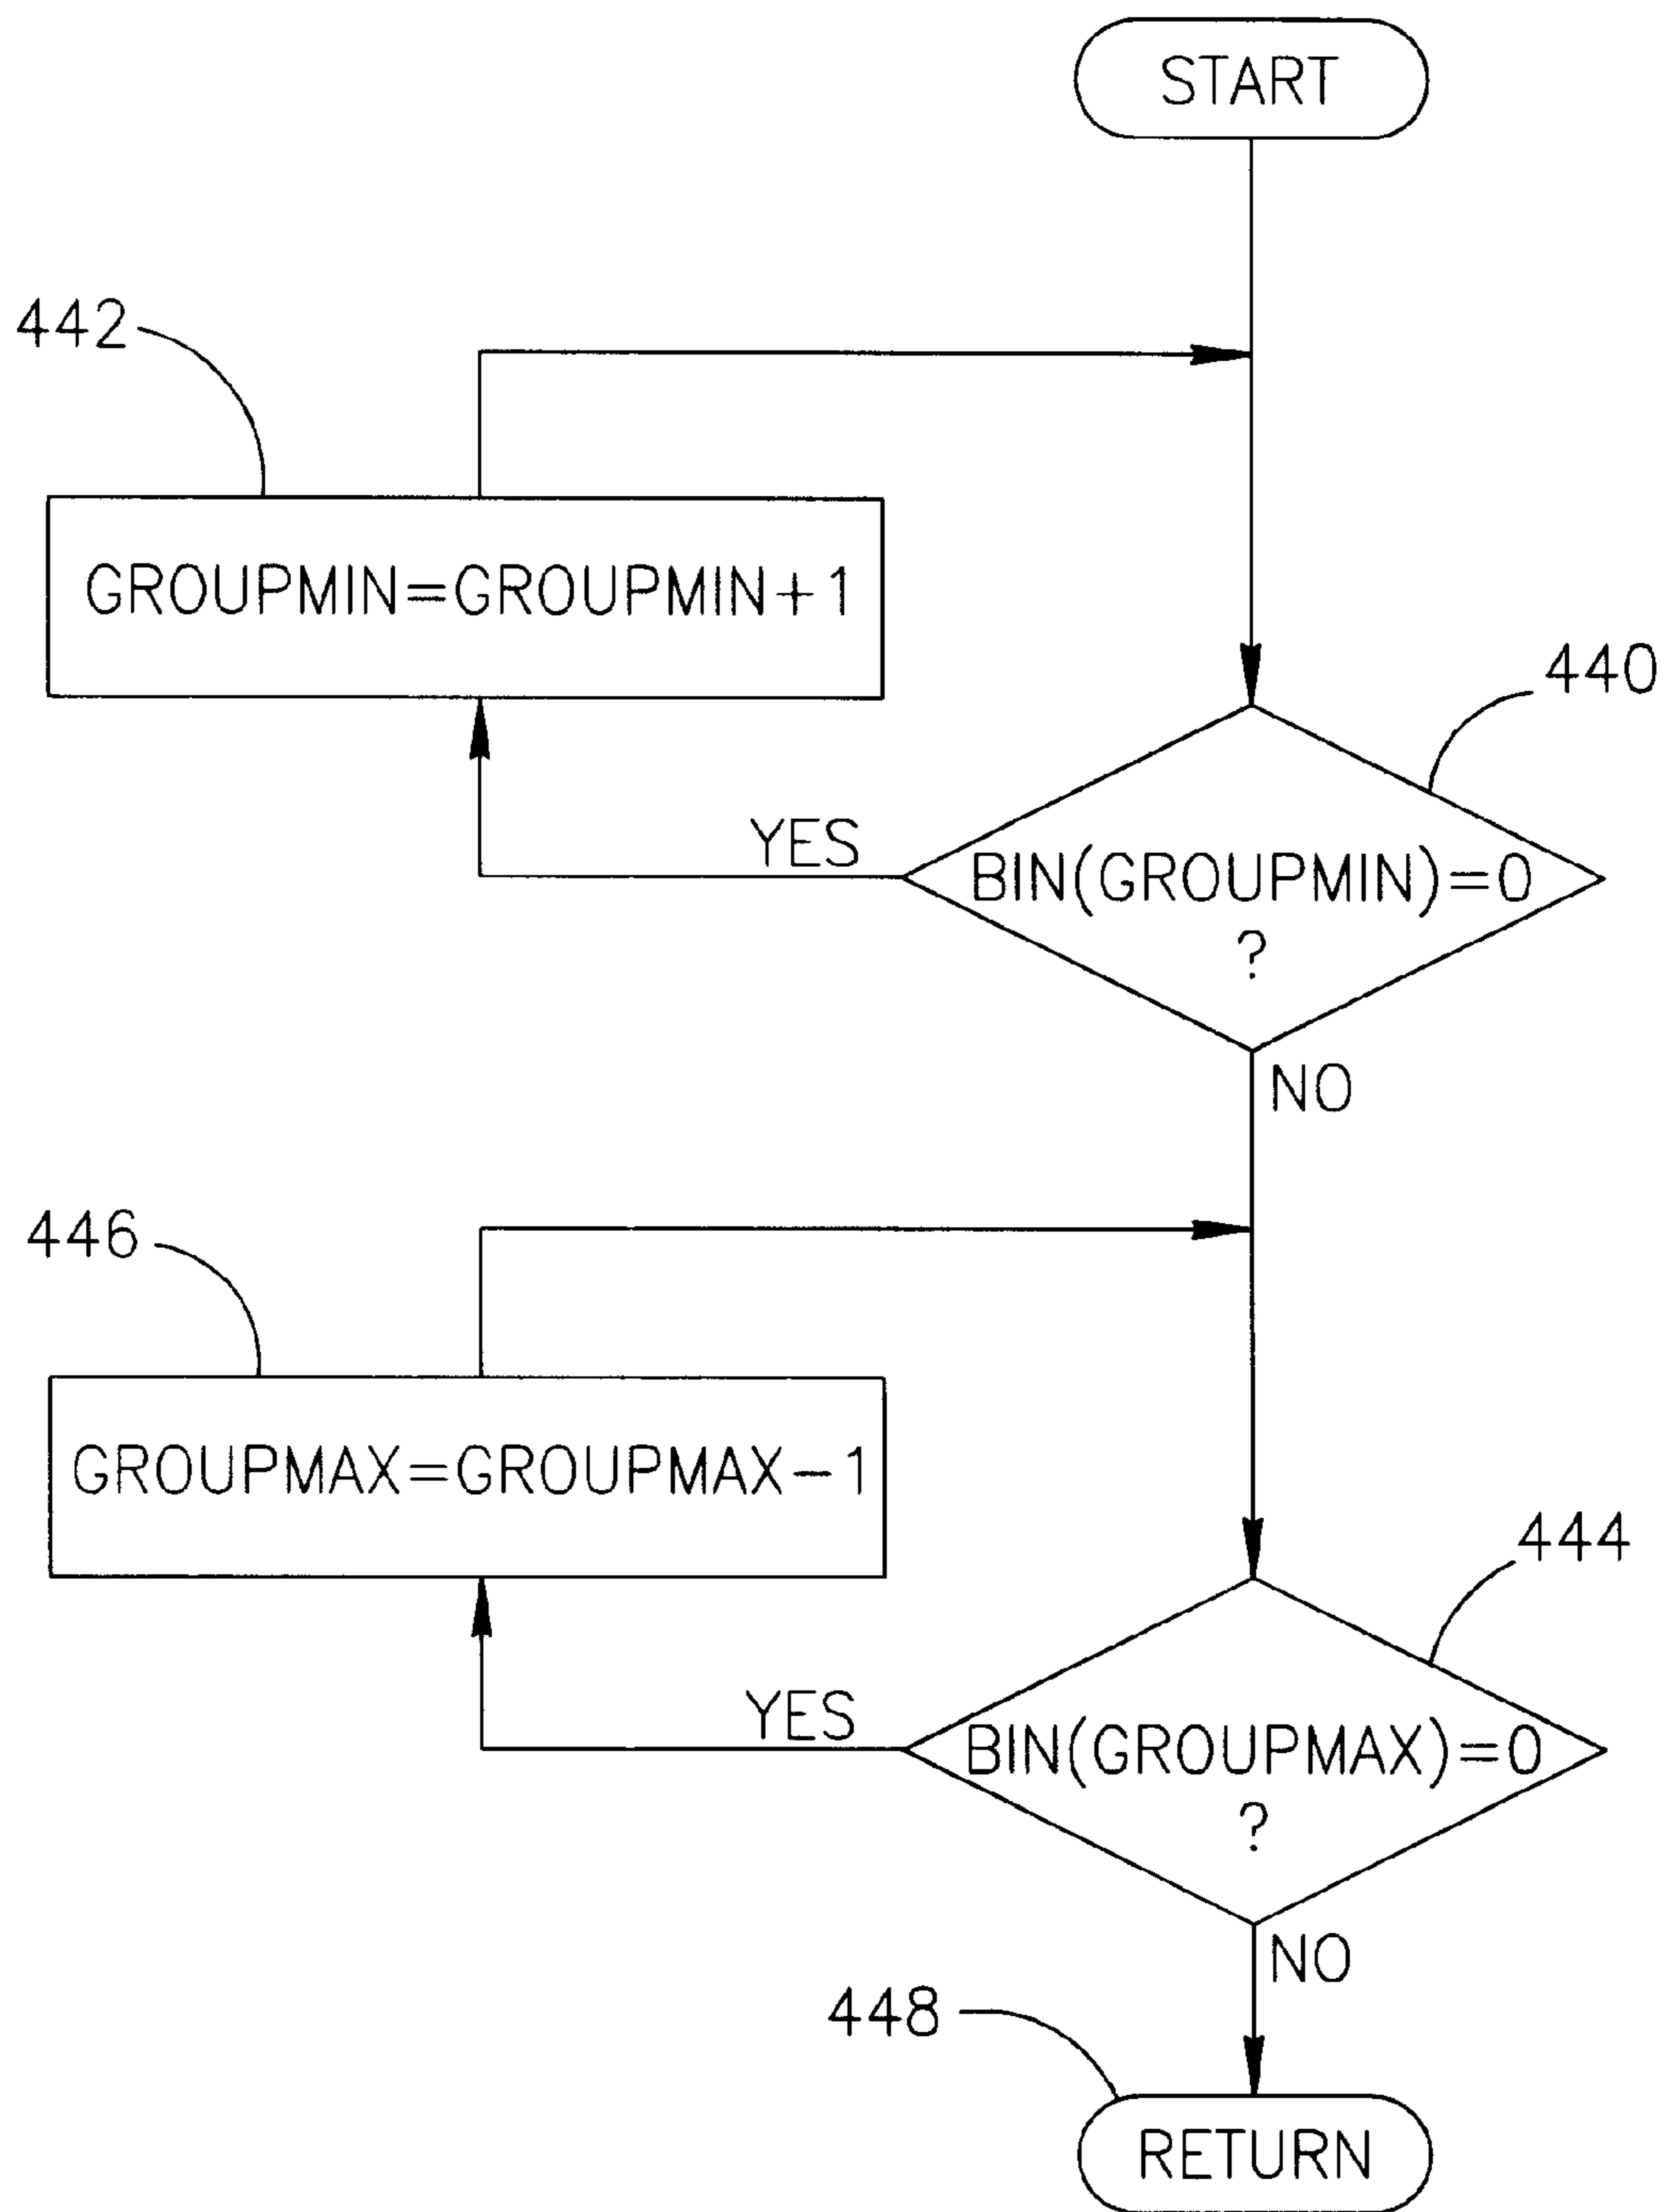 START
442
GROUPMIN=GROUPMIN+1
440
YES
BIN(GROUPMIN)=0
?
NO
446
GROUPMAX=GROUPMAX-1
444
YES
BIN(GROUPMAX)=0
?
NO
448
RETURN